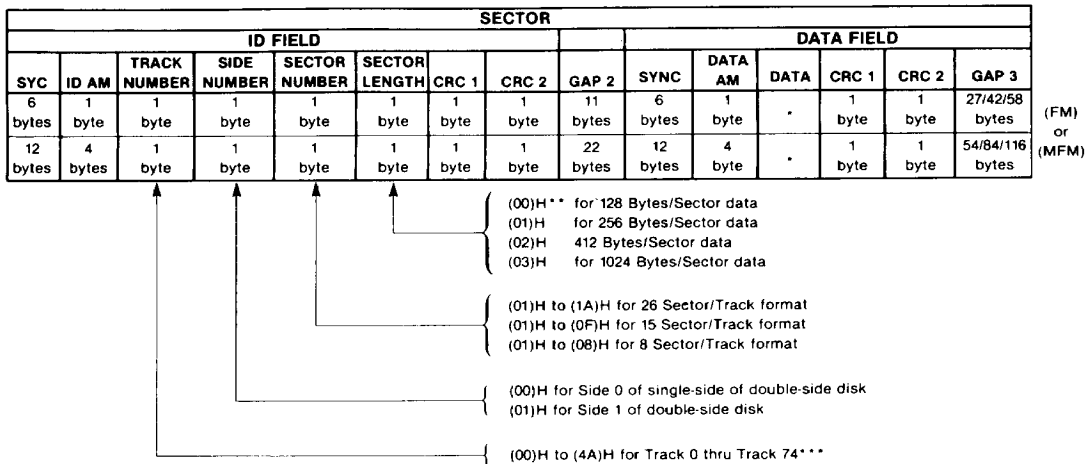 SECTOR
ID FIELD DATA FIELD
SYC ID AM TRACK NUMBER SIDE NUMBER SECTOR NUMBER SECTOR LENGTH CRC 1 CRC 2 GAP 2 SYNC DATA AM DATA CRC 1 CRC 2 GAP 3
6 bytes 1 byte 1 byte 1 byte 1 byte 1 byte 1 byte 1 byte 11 bytes 6 bytes 1 byte * 1 byte 1 byte 27/42/58 bytes (FM)
or
12 bytes 4 bytes 1 byte 1 byte 1 byte 1 byte 1 byte 1 byte 22 bytes 12 bytes 4 bytes * 1 byte 1 byte 54/84/116 bytes (MFM)
(00)H** for 128 Bytes/Sector data
(01)H for 256 Bytes/Sector data
(02)H 412 Bytes/Sector data
(03)H for 1024 Bytes/Sector data
(01)H to (1A)H for 26 Sector/Track format
(01)H to (0F)H for 15 Sector/Track format
(01)H to (08)H for 8 Sector/Track format
(00)H for Side 0 of single-side of double-side disk
(01)H for Side 1 of double-side disk
(00)H to (4A)H for Track 0 thru Track 74***